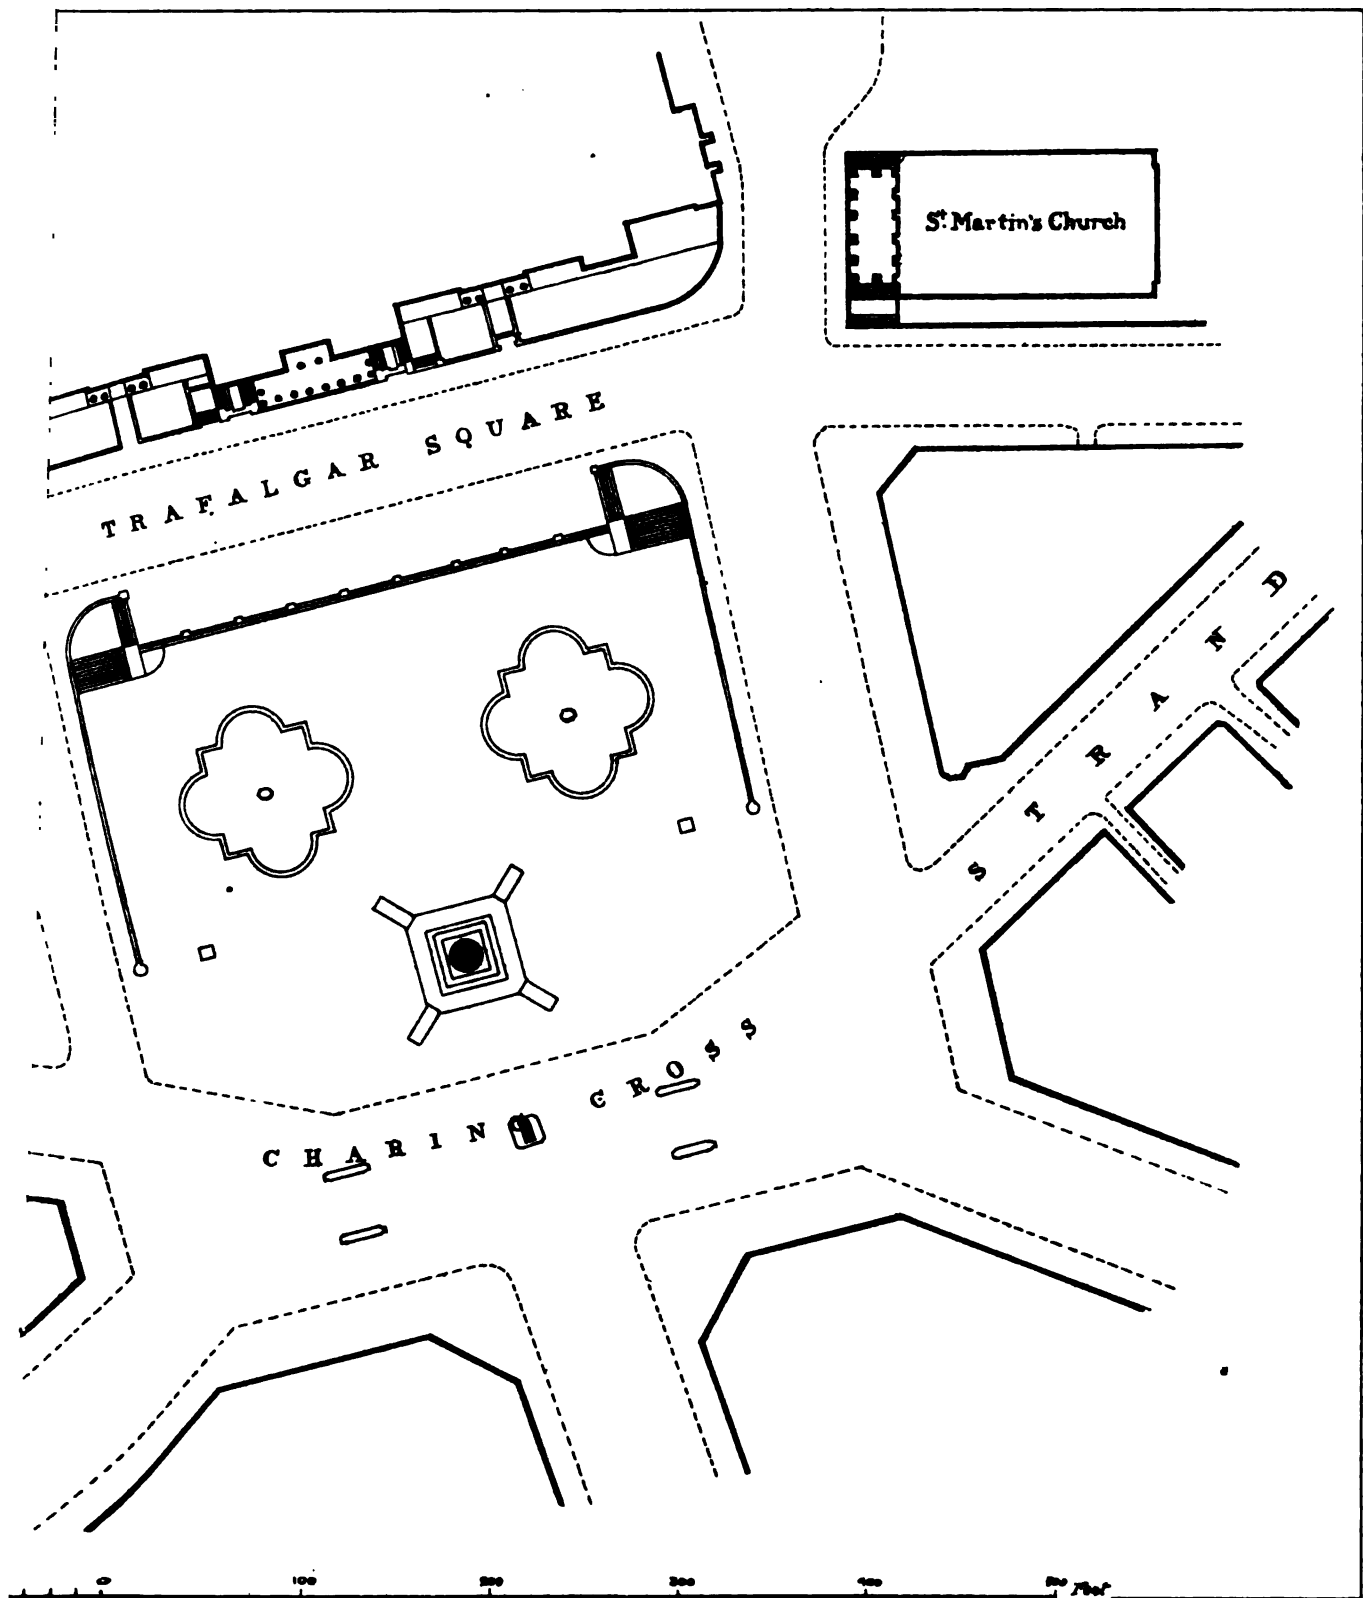 St. Martin's Church
TRAFALGAR SQUARE
STRAND
CHARING CROSS
0 100 200 300 400 500 Feet